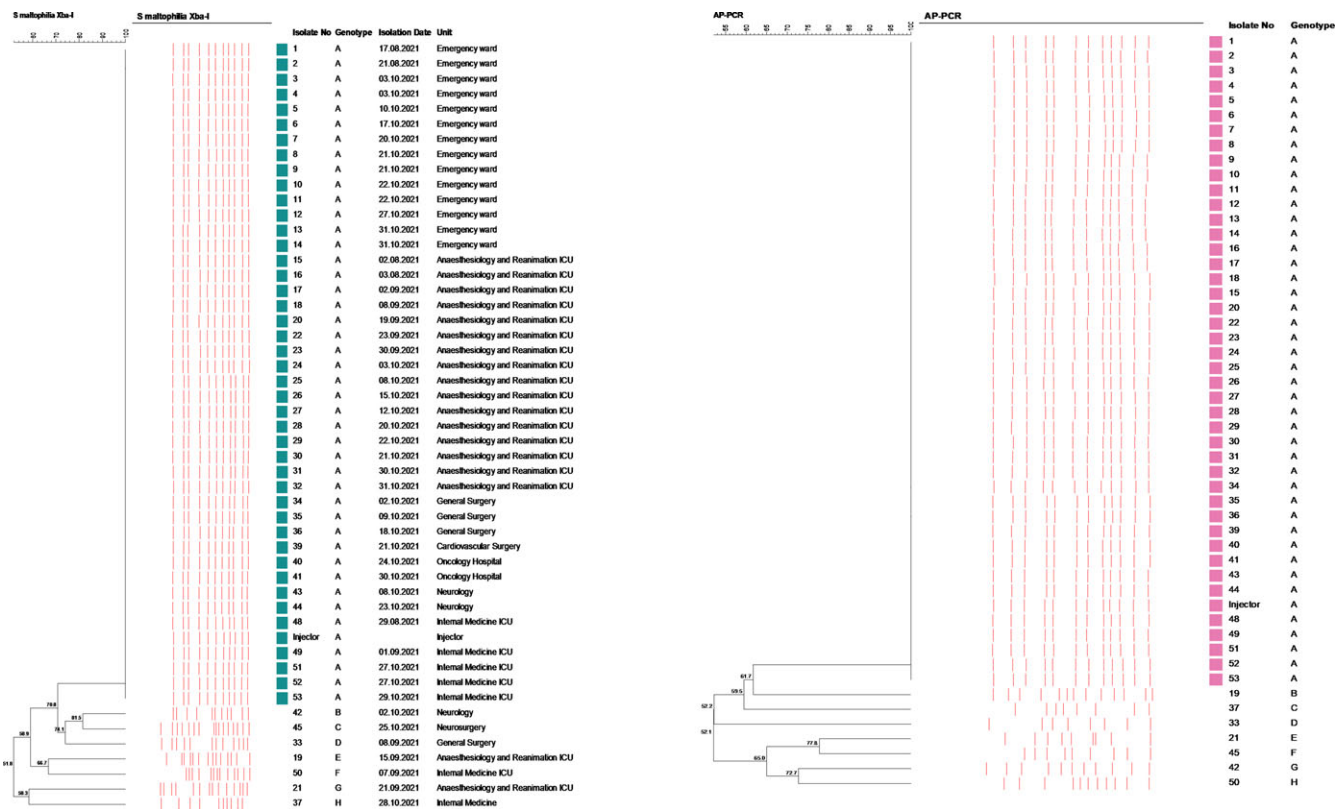 S maltophilia Xba-I
S maltophilia Xba-I
60
70
80
90
100
Isolate No Genotype Isolation Date Unit
1 A 17.08.2021 Emergency ward
2 A 21.08.2021 Emergency ward
3 A 03.10.2021 Emergency ward
4 A 03.10.2021 Emergency ward
5 A 10.10.2021 Emergency ward
6 A 17.10.2021 Emergency ward
7 A 20.10.2021 Emergency ward
8 A 21.10.2021 Emergency ward
9 A 21.10.2021 Emergency ward
10 A 22.10.2021 Emergency ward
11 A 22.10.2021 Emergency ward
12 A 27.10.2021 Emergency ward
13 A 31.10.2021 Emergency ward
14 A 31.10.2021 Emergency ward
15 A 02.08.2021 Anaesthesiology and Reanimation ICU
16 A 03.08.2021 Anaesthesiology and Reanimation ICU
17 A 02.09.2021 Anaesthesiology and Reanimation ICU
18 A 08.09.2021 Anaesthesiology and Reanimation ICU
20 A 19.09.2021 Anaesthesiology and Reanimation ICU
22 A 23.09.2021 Anaesthesiology and Reanimation ICU
23 A 30.09.2021 Anaesthesiology and Reanimation ICU
24 A 03.10.2021 Anaesthesiology and Reanimation ICU
25 A 08.10.2021 Anaesthesiology and Reanimation ICU
26 A 15.10.2021 Anaesthesiology and Reanimation ICU
27 A 12.10.2021 Anaesthesiology and Reanimation ICU
28 A 20.10.2021 Anaesthesiology and Reanimation ICU
29 A 22.10.2021 Anaesthesiology and Reanimation ICU
30 A 21.10.2021 Anaesthesiology and Reanimation ICU
31 A 30.10.2021 Anaesthesiology and Reanimation ICU
32 A 31.10.2021 Anaesthesiology and Reanimation ICU
34 A 02.10.2021 General Surgery
35 A 09.10.2021 General Surgery
36 A 18.10.2021 General Surgery
39 A 21.10.2021 Cardiovascular Surgery
40 A 24.10.2021 Oncology Hospital
41 A 30.10.2021 Oncology Hospital
43 A 08.10.2021 Neurology
44 A 23.10.2021 Neurology
48 A 29.08.2021 Internal Medicine ICU
Injector A Injector
49 A 01.09.2021 Internal Medicine ICU
51 A 27.10.2021 Internal Medicine ICU
52 A 27.10.2021 Internal Medicine ICU
53 A 29.10.2021 Internal Medicine ICU
42 B 02.10.2021 Neurology
45 C 25.10.2021 Neurosurgery
33 D 08.09.2021 General Surgery
19 E 15.09.2021 Anaesthesiology and Reanimation ICU
50 F 07.09.2021 Internal Medicine ICU
21 G 21.09.2021 Anaesthesiology and Reanimation ICU
37 H 28.10.2021 Internal Medicine
81.5
66.7
AP-PCR
AP-PCR
55
60
65
70
75
80
85
90
95
100
Isolate No Genotype
1 A
2 A
3 A
4 A
5 A
6 A
7 A
8 A
9 A
10 A
11 A
12 A
13 A
14 A
16 A
17 A
18 A
15 A
20 A
22 A
23 A
24 A
25 A
26 A
27 A
28 A
29 A
30 A
31 A
32 A
34 A
35 A
36 A
39 A
40 A
41 A
43 A
44 A
Injector A
48 A
49 A
51 A
52 A
53 A
19 B
37 C
33 D
21 E
45 F
42 G
50 H
61.7
59.5
52.2
52.1
77.8
65.0
72.7